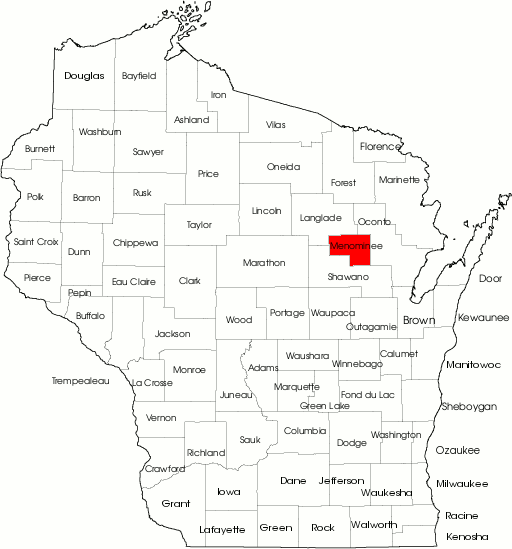 Douglas
Bayfield
Iron
Ashland
Vilas
Washburn
Burnett
Sawyer
Florence
Price
Oneida
Forest
Marinette
Polk
Barron
Rusk
Lincoln
Langlade
Oconto
Taylor
Saint Croix
Dunn
Chippewa
Menominee
Marathon
Pierce
Eau Claire
Clark
Shawano
Door
Pepin
Buffalo
Wood
Portage
Waupaca
Outagamie
Brown
Kewaunee
Jackson
Trempealeau
La Crosse
Monroe
Adams
Waushara
Winnebago
Calumet
Manitowoc
Juneau
Marquette
Green Lake
Fond du Lac
Sheboygan
Vernon
Sauk
Columbia
Dodge
Washington
Ozaukee
Richland
Crawford
Grant
Iowa
Dane
Jefferson
Waukesha
Milwaukee
Lafayette
Green
Rock
Walworth
Racine
Kenosha